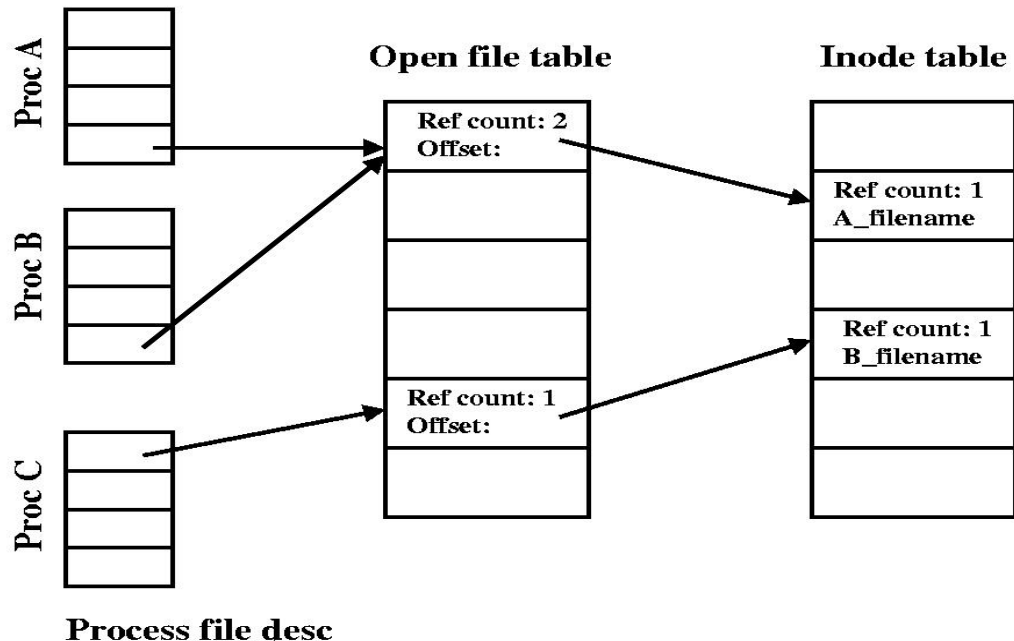 Proc A
Proc B
Proc C
Process file desc
Open file table
Ref count: 2
Offset:
Ref count: 1
Offset:
Inode table
Ref count: 1
A_filename
Ref count: 1
B_filename